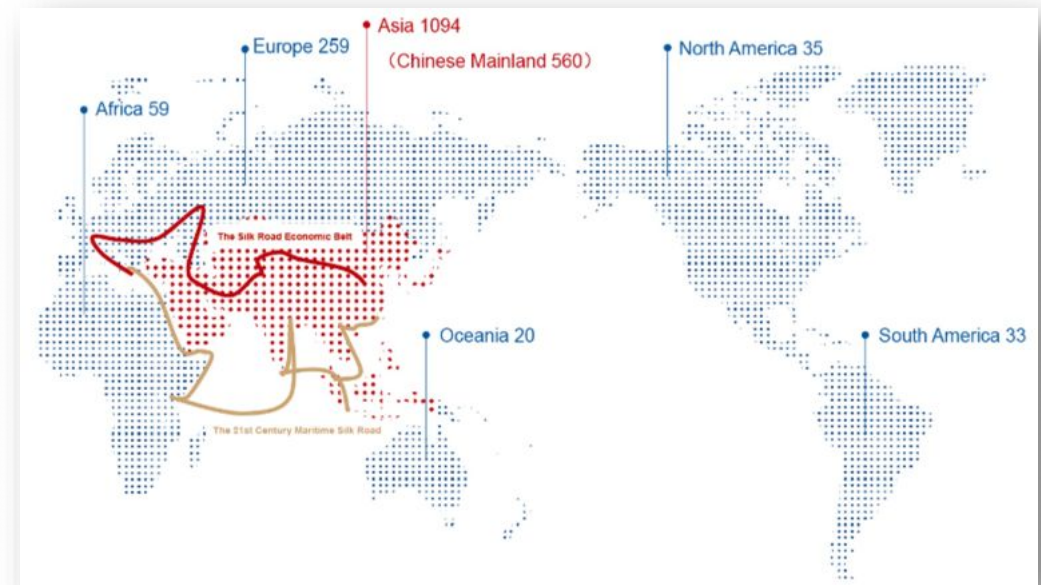 Asia 1094
（Chinese Mainland 560）
Europe 259
North America 35
Africa 59
The Silk Road Economic Belt
Oceania 20
South America 33
The 21st Century Maritime Silk Road